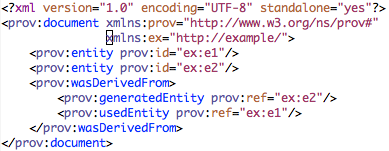 <?xml version="1.0" encoding="UTF-8" standalone="yes"?>
<prov:document xmlns:prov="http://www.w3.org/ns/prov#"
xmlns:ex="http://example/">
<prov:entity prov:id="ex:e1"/>
<prov:entity prov:id="ex:e2"/>
<prov:wasDerivedFrom>
<prov:generatedEntity prov:ref="ex:e2"/>
<prov:usedEntity prov:ref="ex:e1"/>
</prov:wasDerivedFrom>
</prov:document>